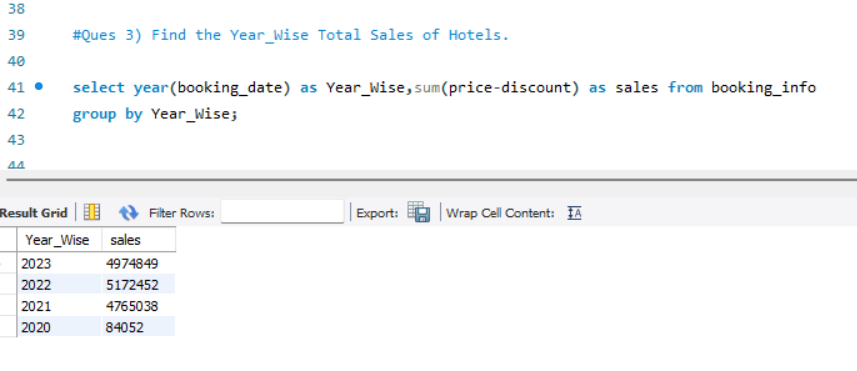 38
39 #Ques 3) Find the Year_Wise Total Sales of Hotels.
40
41 select year(booking_date) as Year_Wise,sum(price-discount) as sales from booking_info
42 group by Year_Wise;
43
44
Result Grid Filter Rows: Export: Wrap Cell Content: IA
Year_Wise sales
2023 4974849
2022 5172452
2021 4765038
2020 84052